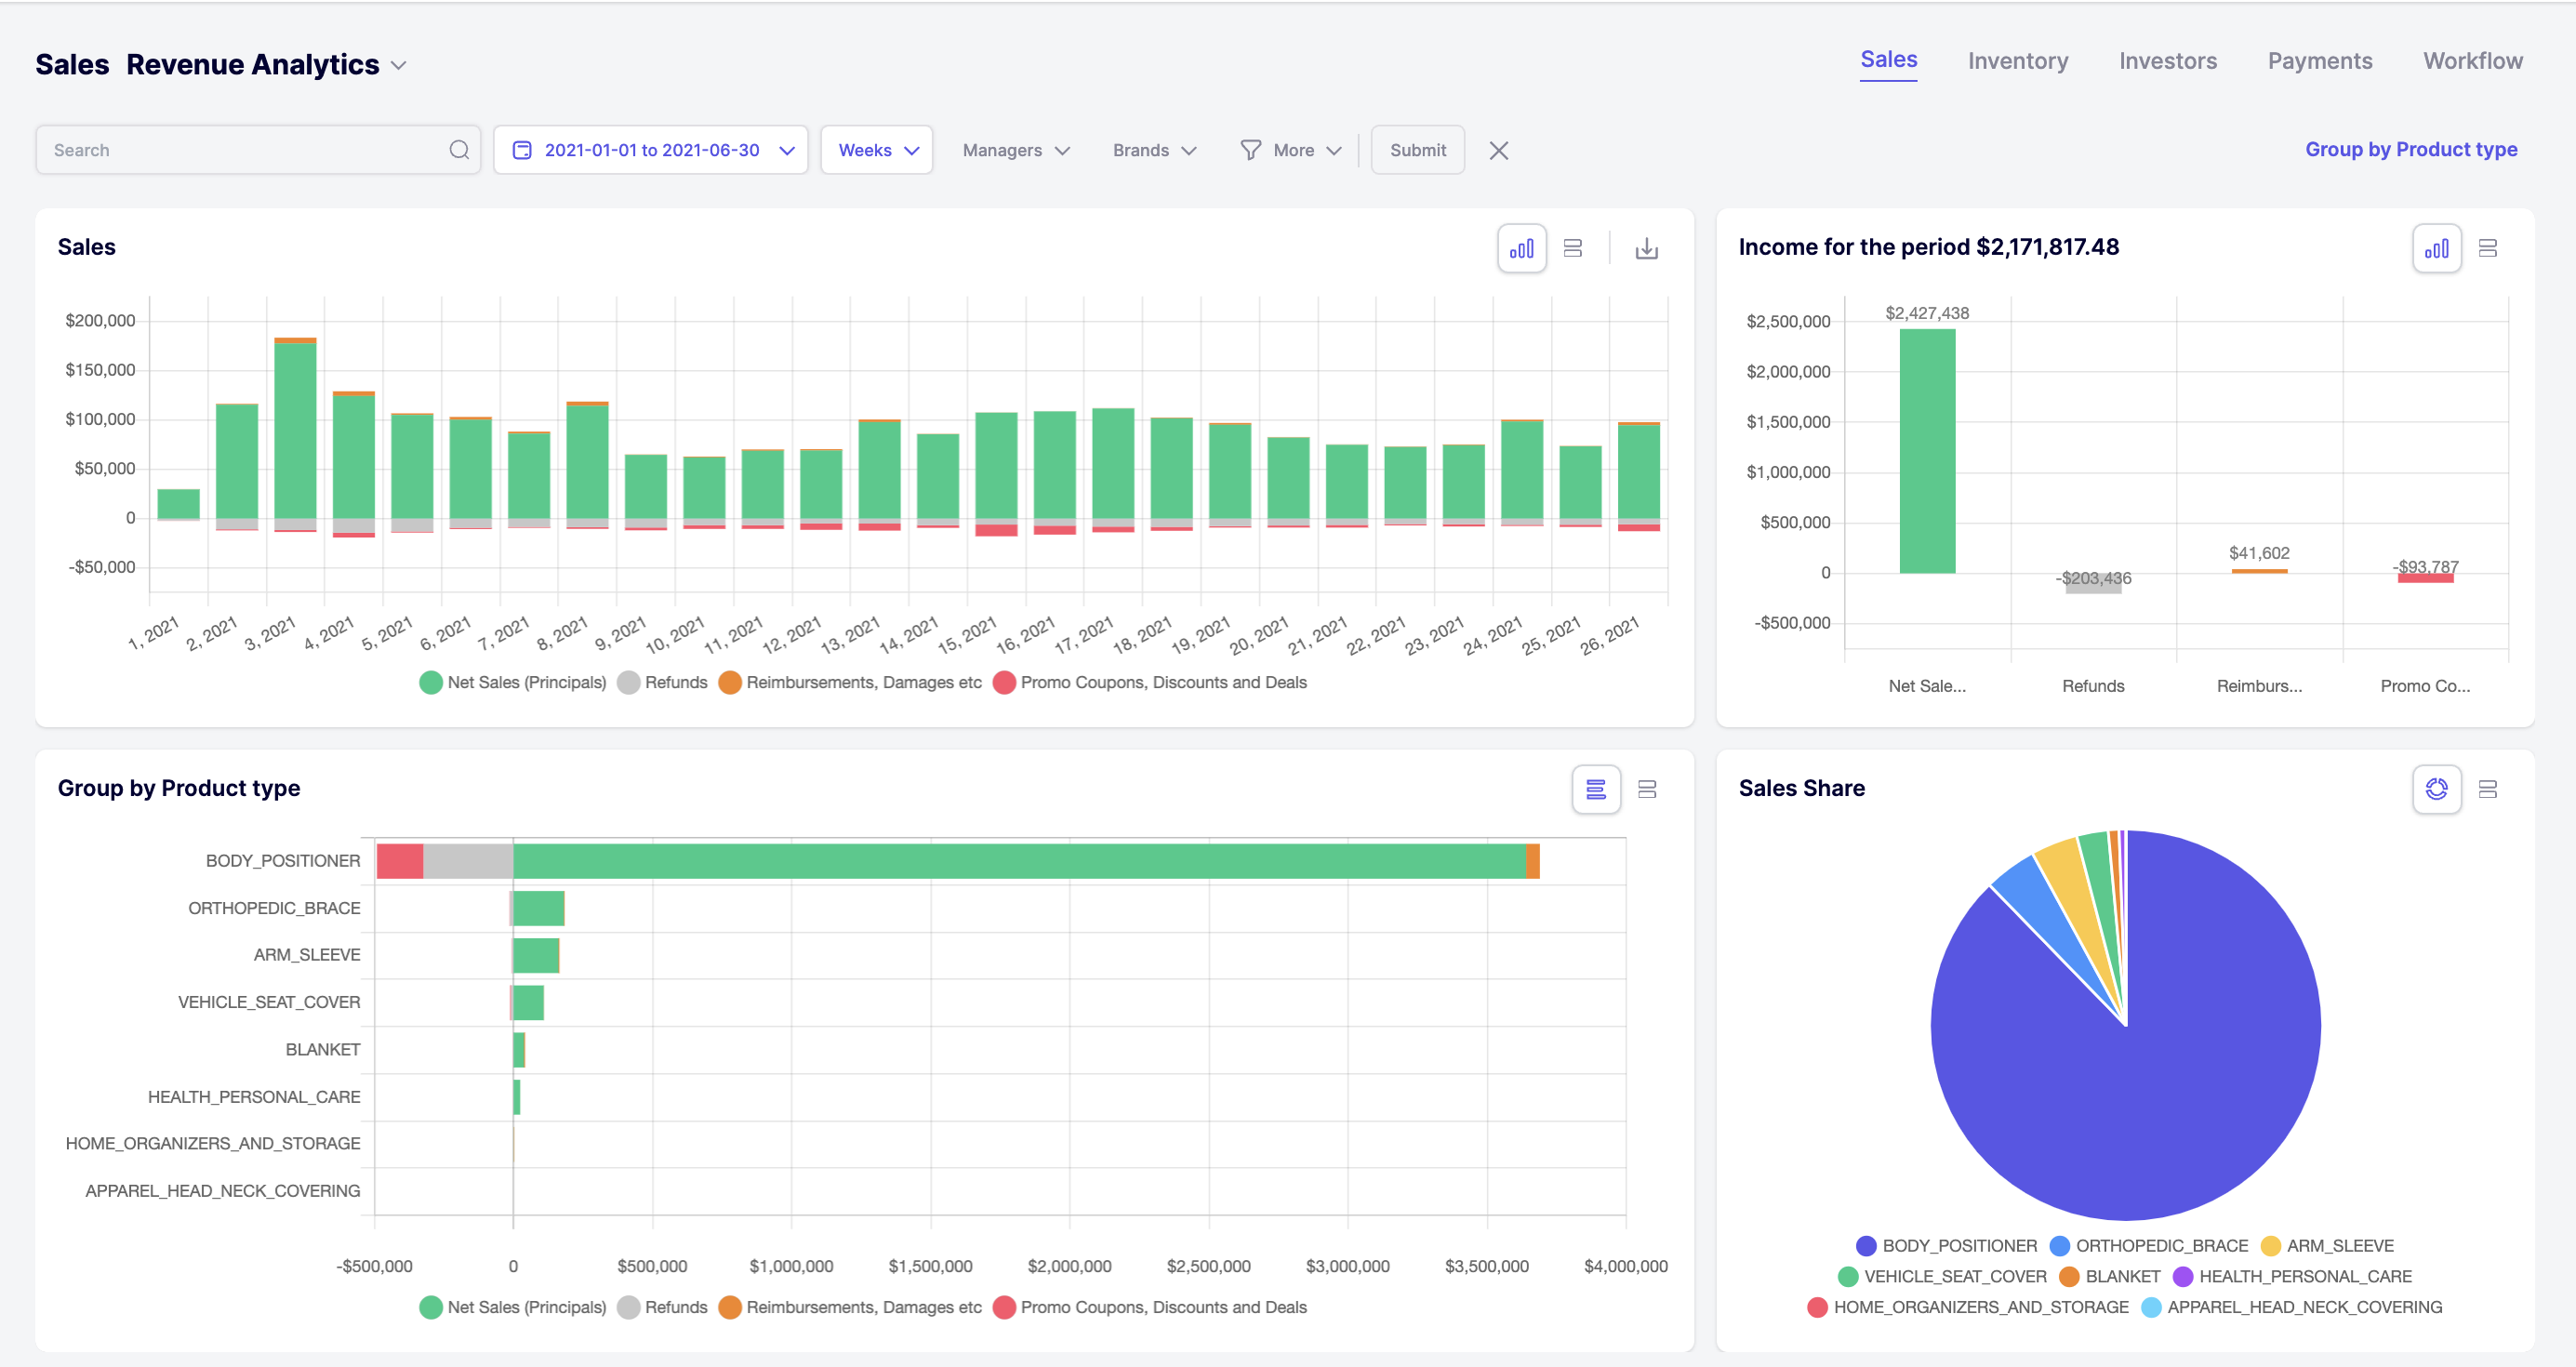 Sales Revenue Analytics
Sales Inventory Investors Payments Workflow
Search 2021-01-01 to 2021-06-30 Weeks Managers Brands More Submit Group by Product type
Sales
$200,000
$150,000
$100,000
$50,000
0
-$50,000
1, 2021 2, 2021 3, 2021 4, 2021 5, 2021 6, 2021 7, 2021 8, 2021 9, 2021 10, 2021 11, 2021 12, 2021 13, 2021 14, 2021 15, 2021 16, 2021 17, 2021 18, 2021 19, 2021 20, 2021 21, 2021 22, 2021 23, 2021 24, 2021 25, 2021 26, 2021
Net Sales (Principals) Refunds Reimbursements, Damages etc Promo Coupons, Discounts and Deals
Income for the period $2,171,817.48
$2,427,438
$2,500,000
$2,000,000
$1,500,000
$1,000,000
$500,000
$41,602
-$93,787
0
-$203,436
-$500,000
Net Sale... Refunds Reimburs... Promo Co...
Group by Product type
BODY_POSITIONER
ORTHOPEDIC_BRACE
ARM_SLEEVE
VEHICLE_SEAT_COVER
BLANKET
HEALTH_PERSONAL_CARE
HOME_ORGANIZERS_AND_STORAGE
APPAREL_HEAD_NECK_COVERING
-$500,000 0 $500,000 $1,000,000 $1,500,000 $2,000,000 $2,500,000 $3,000,000 $3,500,000 $4,000,000
Net Sales (Principals) Refunds Reimbursements, Damages etc Promo Coupons, Discounts and Deals
Sales Share
BODY_POSITIONER ORTHOPEDIC_BRACE ARM_SLEEVE
VEHICLE_SEAT_COVER BLANKET HEALTH_PERSONAL_CARE
HOME_ORGANIZERS_AND_STORAGE APPAREL_HEAD_NECK_COVERING